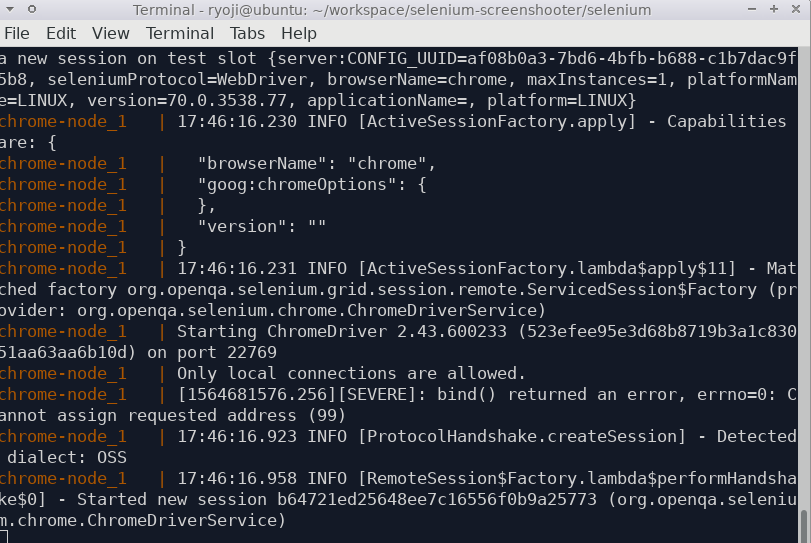 Terminal - ryoji@ubuntu: ~/workspace/selenium-screenshooter/selenium
File Edit View Terminal Tabs Help
a new session on test slot {server:CONFIG_UUID=af08b0a3-7bd6-4bfb-b688-c1b7dac9f
5b8, seleniumProtocol=WebDriver, browserName=chrome, maxInstances=1, platformNam
e=LINUX, version=70.0.3538.77, applicationName=, platform=LINUX}
chrome-node_1 | 17:46:16.230 INFO [ActiveSessionFactory.apply] - Capabilities
are: {
chrome-node_1 | "browserName": "chrome",
chrome-node_1 | "goog:chromeOptions": {
chrome-node_1 | },
chrome-node_1 | "version": ""
chrome-node_1 | }
chrome-node_1 | 17:46:16.231 INFO [ActiveSessionFactory.lambda$apply$11] - Mat
ched factory org.openqa.selenium.grid.session.remote.ServicedSession$Factory (pr
ovider: org.openqa.selenium.chrome.ChromeDriverService)
chrome-node_1 | Starting ChromeDriver 2.43.600233 (523efee95e3d68b8719b3a1c830
51aa63aa6b10d) on port 22769
chrome-node_1 | Only local connections are allowed.
chrome-node_1 | [1564681576.256][SEVERE]: bind() returned an error, errno=0: C
annot assign requested address (99)
chrome-node_1 | 17:46:16.923 INFO [ProtocolHandshake.createSession] - Detected
dialect: OSS
chrome-node_1 | 17:46:16.958 INFO [RemoteSession$Factory.lambda$performHandsha
ke$0] - Started new session b64721ed25648ee7c16556f0b9a25773 (org.openqa.seleniu
m.chrome.ChromeDriverService)